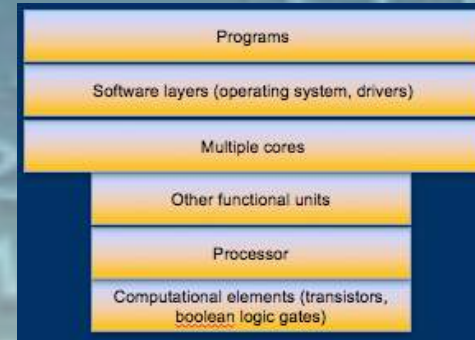 Programs
Software layers (operating system, drivers)
Multiple cores
Other functional units
Processor
Computational elements (transistors,
boolean logic gates)